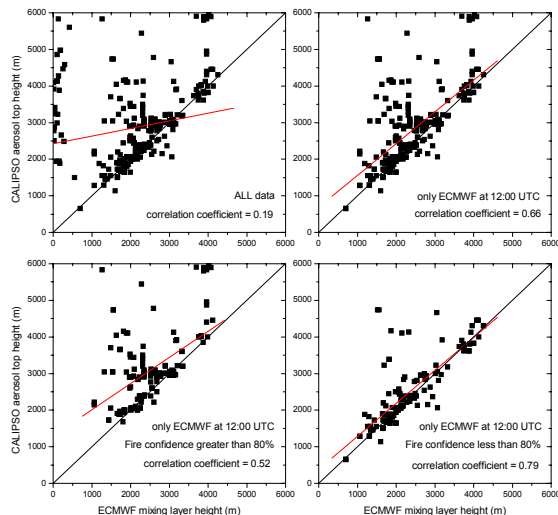 6000 6000
5000 5000
4000 4000
3000 3000
2000 2000
1000 1000
0 0
CALIPSO aerosol top height (m)
ALL data
correlation coefficient = 0.19
only ECMWF at 12:00 UTC
correlation coefficient = 0.66
0 1000 2000 3000 4000 5000 6000 0 1000 2000 3000 4000 5000 6000
6000 6000
5000 5000
4000 4000
3000 3000
2000 2000
1000 1000
0 0
CALIPSO aerosol top height (m)
only ECMWF at 12:00 UTC
Fire confidence greater than 80%
correlation coefficient = 0.52
only ECMWF at 12:00 UTC
Fire confidence less than 80%
correlation coefficient = 0.79
0 1000 2000 3000 4000 5000 6000 0 1000 2000 3000 4000 5000 6000
ECMWF mixing layer height (m) ECMWF mixing layer height (m)